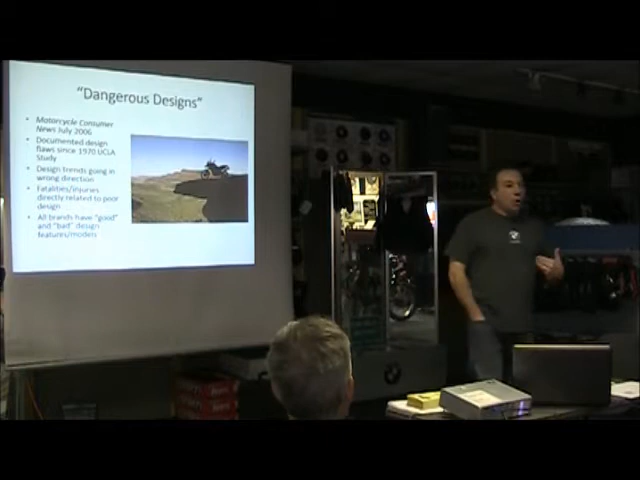 "Dangerous Designs"
• Motorcycle Consumer
News July 2006
• Documented design
flaws since 1970 UCLA
Study
• Design trends going in
wrong direction
• Fatalities/injuries
directly related to poor
design
• All brands have "good"
and "bad" design
features/models